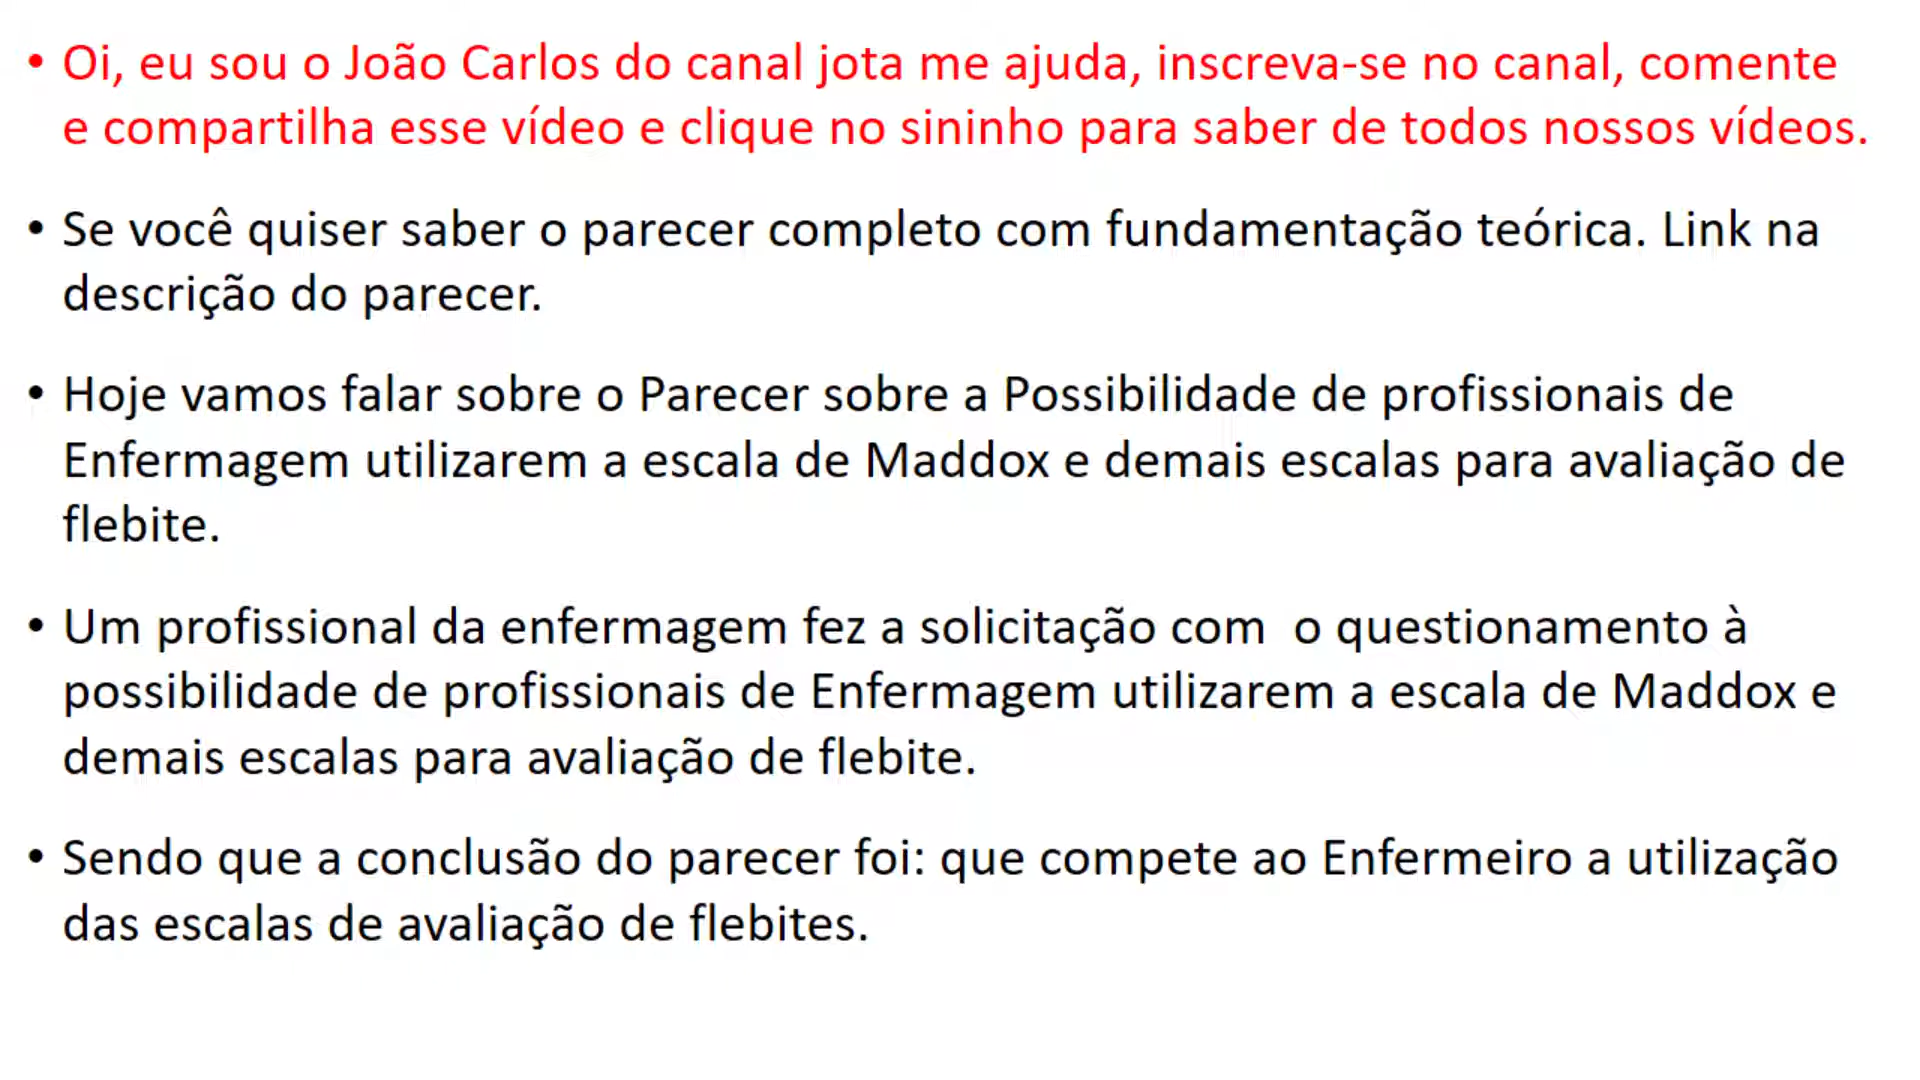 • Oi, eu sou o João Carlos do canal jota me ajuda, inscreva-se no canal, comente
e compartilha esse vídeo e clique no sininho para saber de todos nossos vídeos.
• Se você quiser saber o parecer completo com fundamentação teórica. Link na
descrição do parecer.
• Hoje vamos falar sobre o Parecer sobre a Possibilidade de profissionais de
Enfermagem utilizarem a escala de Maddox e demais escalas para avaliação de
flebite.
• Um profissional da enfermagem fez a solicitação com  o questionamento à
possibilidade de profissionais de Enfermagem utilizarem a escala de Maddox e
demais escalas para avaliação de flebite.
• Sendo que a conclusão do parecer foi: que compete ao Enfermeiro a utilização
das escalas de avaliação de flebites.